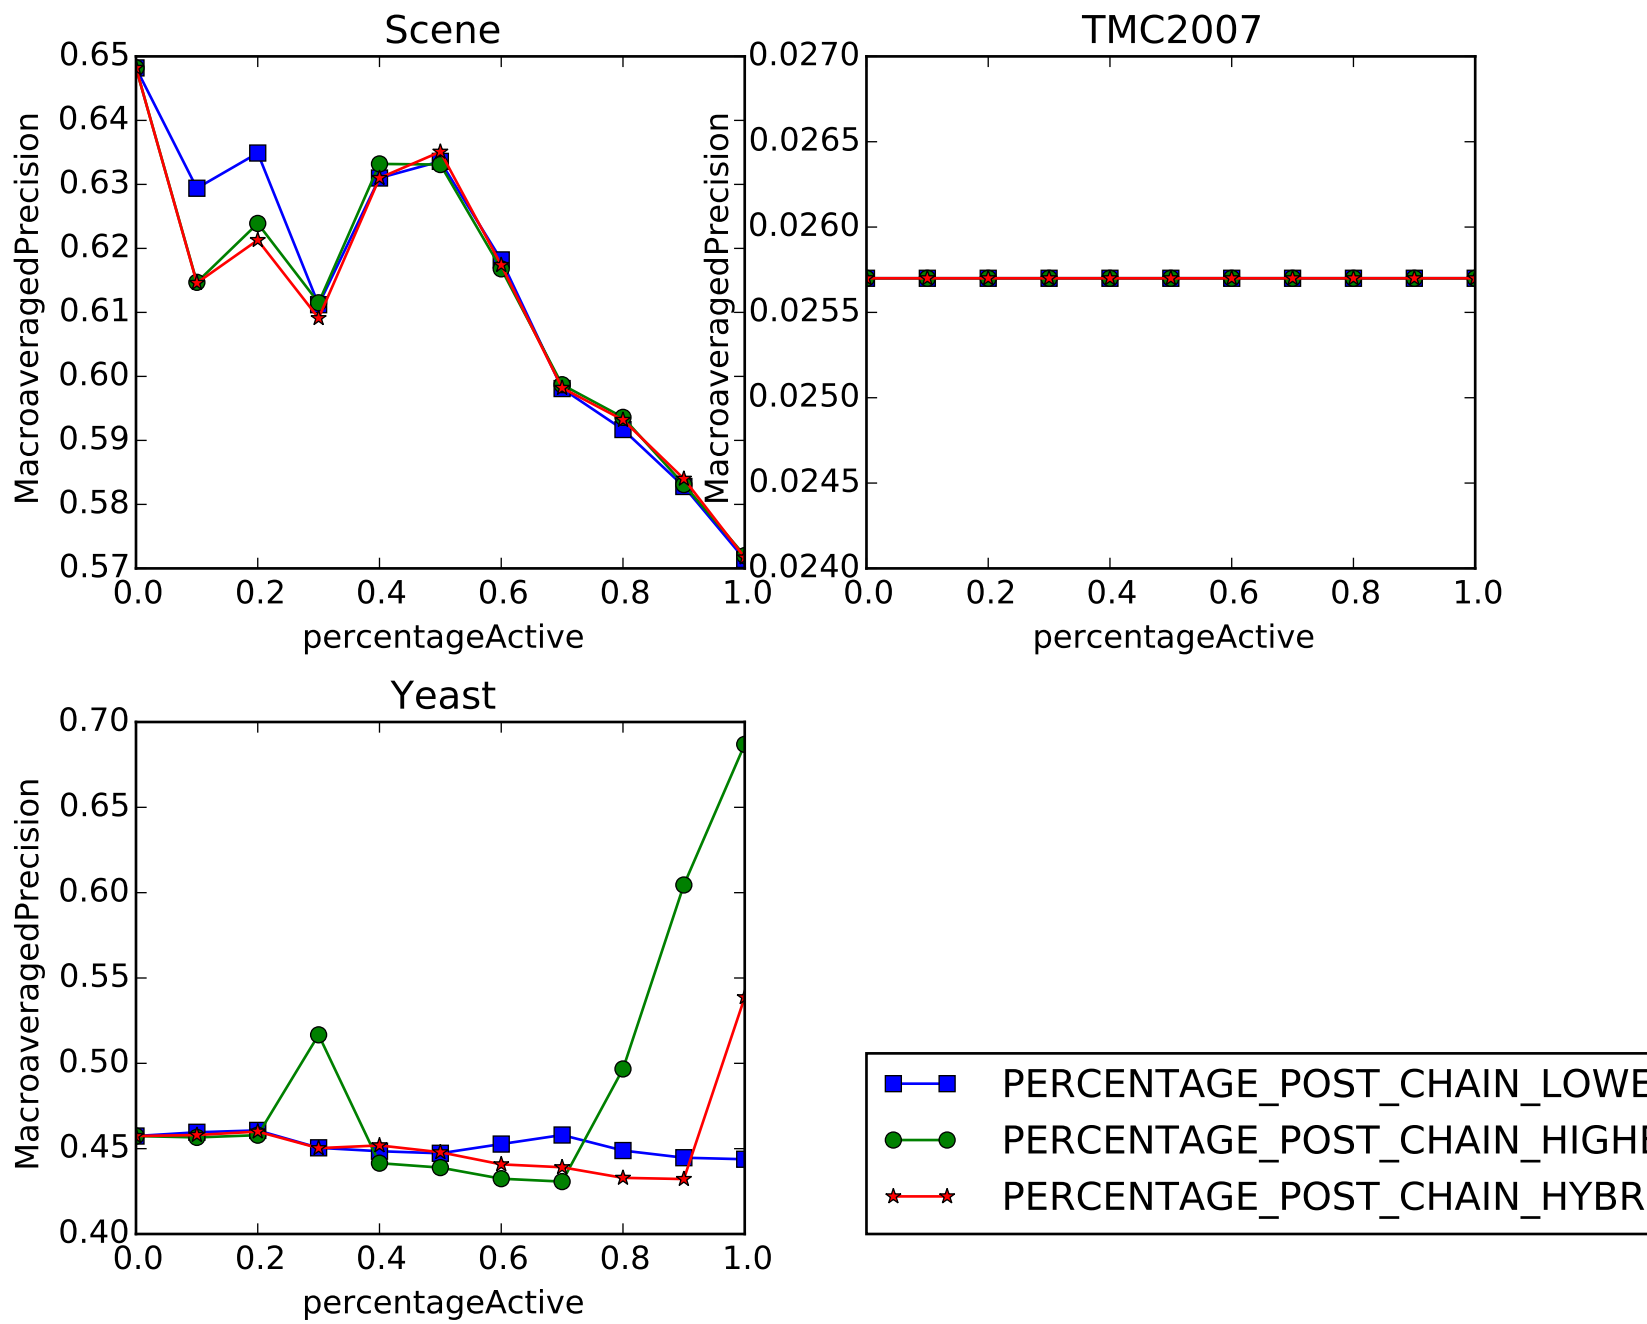 Scene
0.65
0.64
0.63
0.62
0.61
0.60
0.59
0.58
0.57
MacroaveragedPrecision
0.0 0.2 0.4 0.6 0.8 1.0
percentageActive
TMC2007
0.0270
0.0265
0.0260
0.0255
0.0250
0.0245
0.0240
MacroaveragedPrecision
0.0 0.2 0.4 0.6 0.8 1.0
percentageActive
Yeast
0.70
0.65
0.60
0.55
0.50
0.45
0.40
MacroaveragedPrecision
0.0 0.2 0.4 0.6 0.8 1.0
percentageActive
PERCENTAGE_POST_CHAIN_LOWE
PERCENTAGE_POST_CHAIN_HIGHE
PERCENTAGE_POST_CHAIN_HYBR